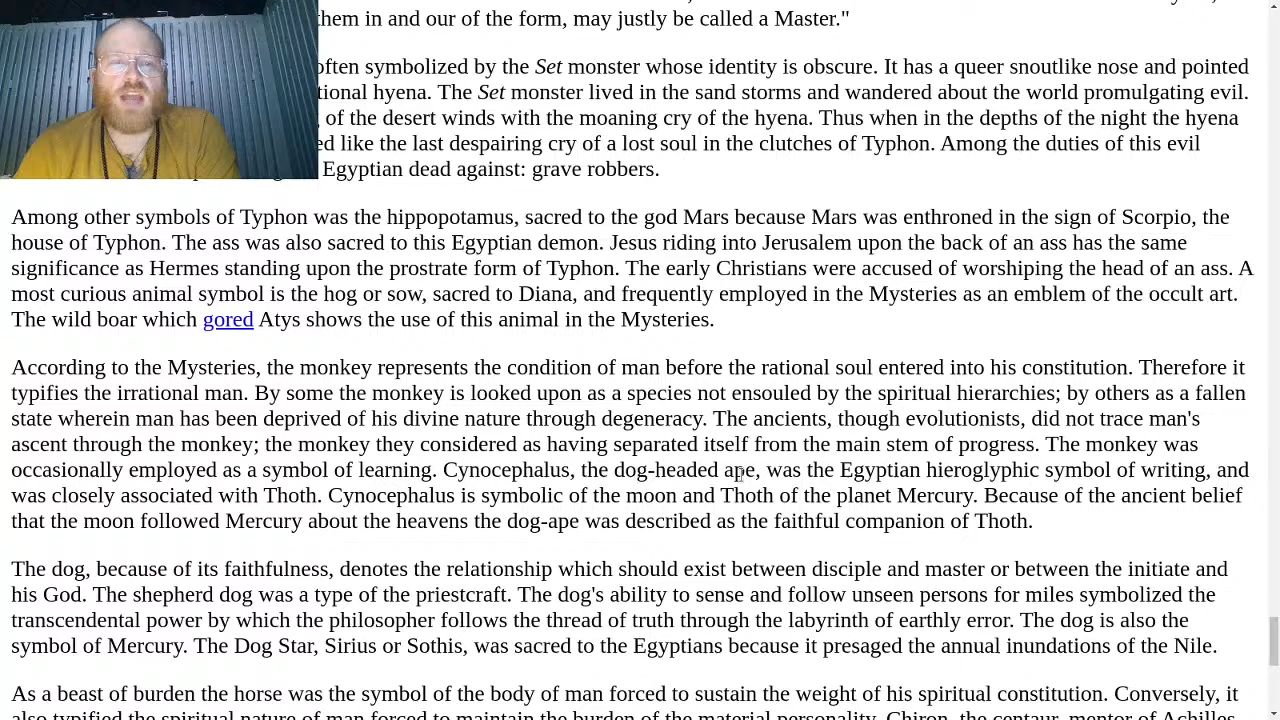 them in and our of the form, may justly be called a Master."
often symbolized by the Set monster whose identity is obscure. It has a queer snoutlike nose and pointed
tional hyena. The Set monster lived in the sand storms and wandered about the world promulgating evil.
of the desert winds with the moaning cry of the hyena. Thus when in the depths of the night the hyena
ed like the last despairing cry of a lost soul in the clutches of Typhon. Among the duties of this evil
Egyptian dead against: grave robbers.
Among other symbols of Typhon was the hippopotamus, sacred to the god Mars because Mars was enthroned in the sign of Scorpio, the
house of Typhon. The ass was also sacred to this Egyptian demon. Jesus riding into Jerusalem upon the back of an ass has the same
significance as Hermes standing upon the prostrate form of Typhon. The early Christians were accused of worshiping the head of an ass. A
most curious animal symbol is the hog or sow, sacred to Diana, and frequently employed in the Mysteries as an emblem of the occult art.
The wild boar which gored Atys shows the use of this animal in the Mysteries.
According to the Mysteries, the monkey represents the condition of man before the rational soul entered into his constitution. Therefore it
typifies the irrational man. By some the monkey is looked upon as a species not ensouled by the spiritual hierarchies; by others as a fallen
state wherein man has been deprived of his divine nature through degeneracy. The ancients, though evolutionists, did not trace man's
ascent through the monkey; the monkey they considered as having separated itself from the main stem of progress. The monkey was
occasionally employed as a symbol of learning. Cynocephalus, the dog-headed ape, was the Egyptian hieroglyphic symbol of writing, and
was closely associated with Thoth. Cynocephalus is symbolic of the moon and Thoth of the planet Mercury. Because of the ancient belief
that the moon followed Mercury about the heavens the dog-ape was described as the faithful companion of Thoth.
The dog, because of its faithfulness, denotes the relationship which should exist between disciple and master or between the initiate and
his God. The shepherd dog was a type of the priestcraft. The dog's ability to sense and follow unseen persons for miles symbolized the
transcendental power by which the philosopher follows the thread of truth through the labyrinth of earthly error. The dog is also the
symbol of Mercury. The Dog Star, Sirius or Sothis, was sacred to the Egyptians because it presaged the annual inundations of the Nile.
As a beast of burden the horse was the symbol of the body of man forced to sustain the weight of his spiritual constitution. Conversely, it
also typified the spiritual nature of man forced to maintain the burden of the material personality. Chiron, the centaur, mentor of Achilles,